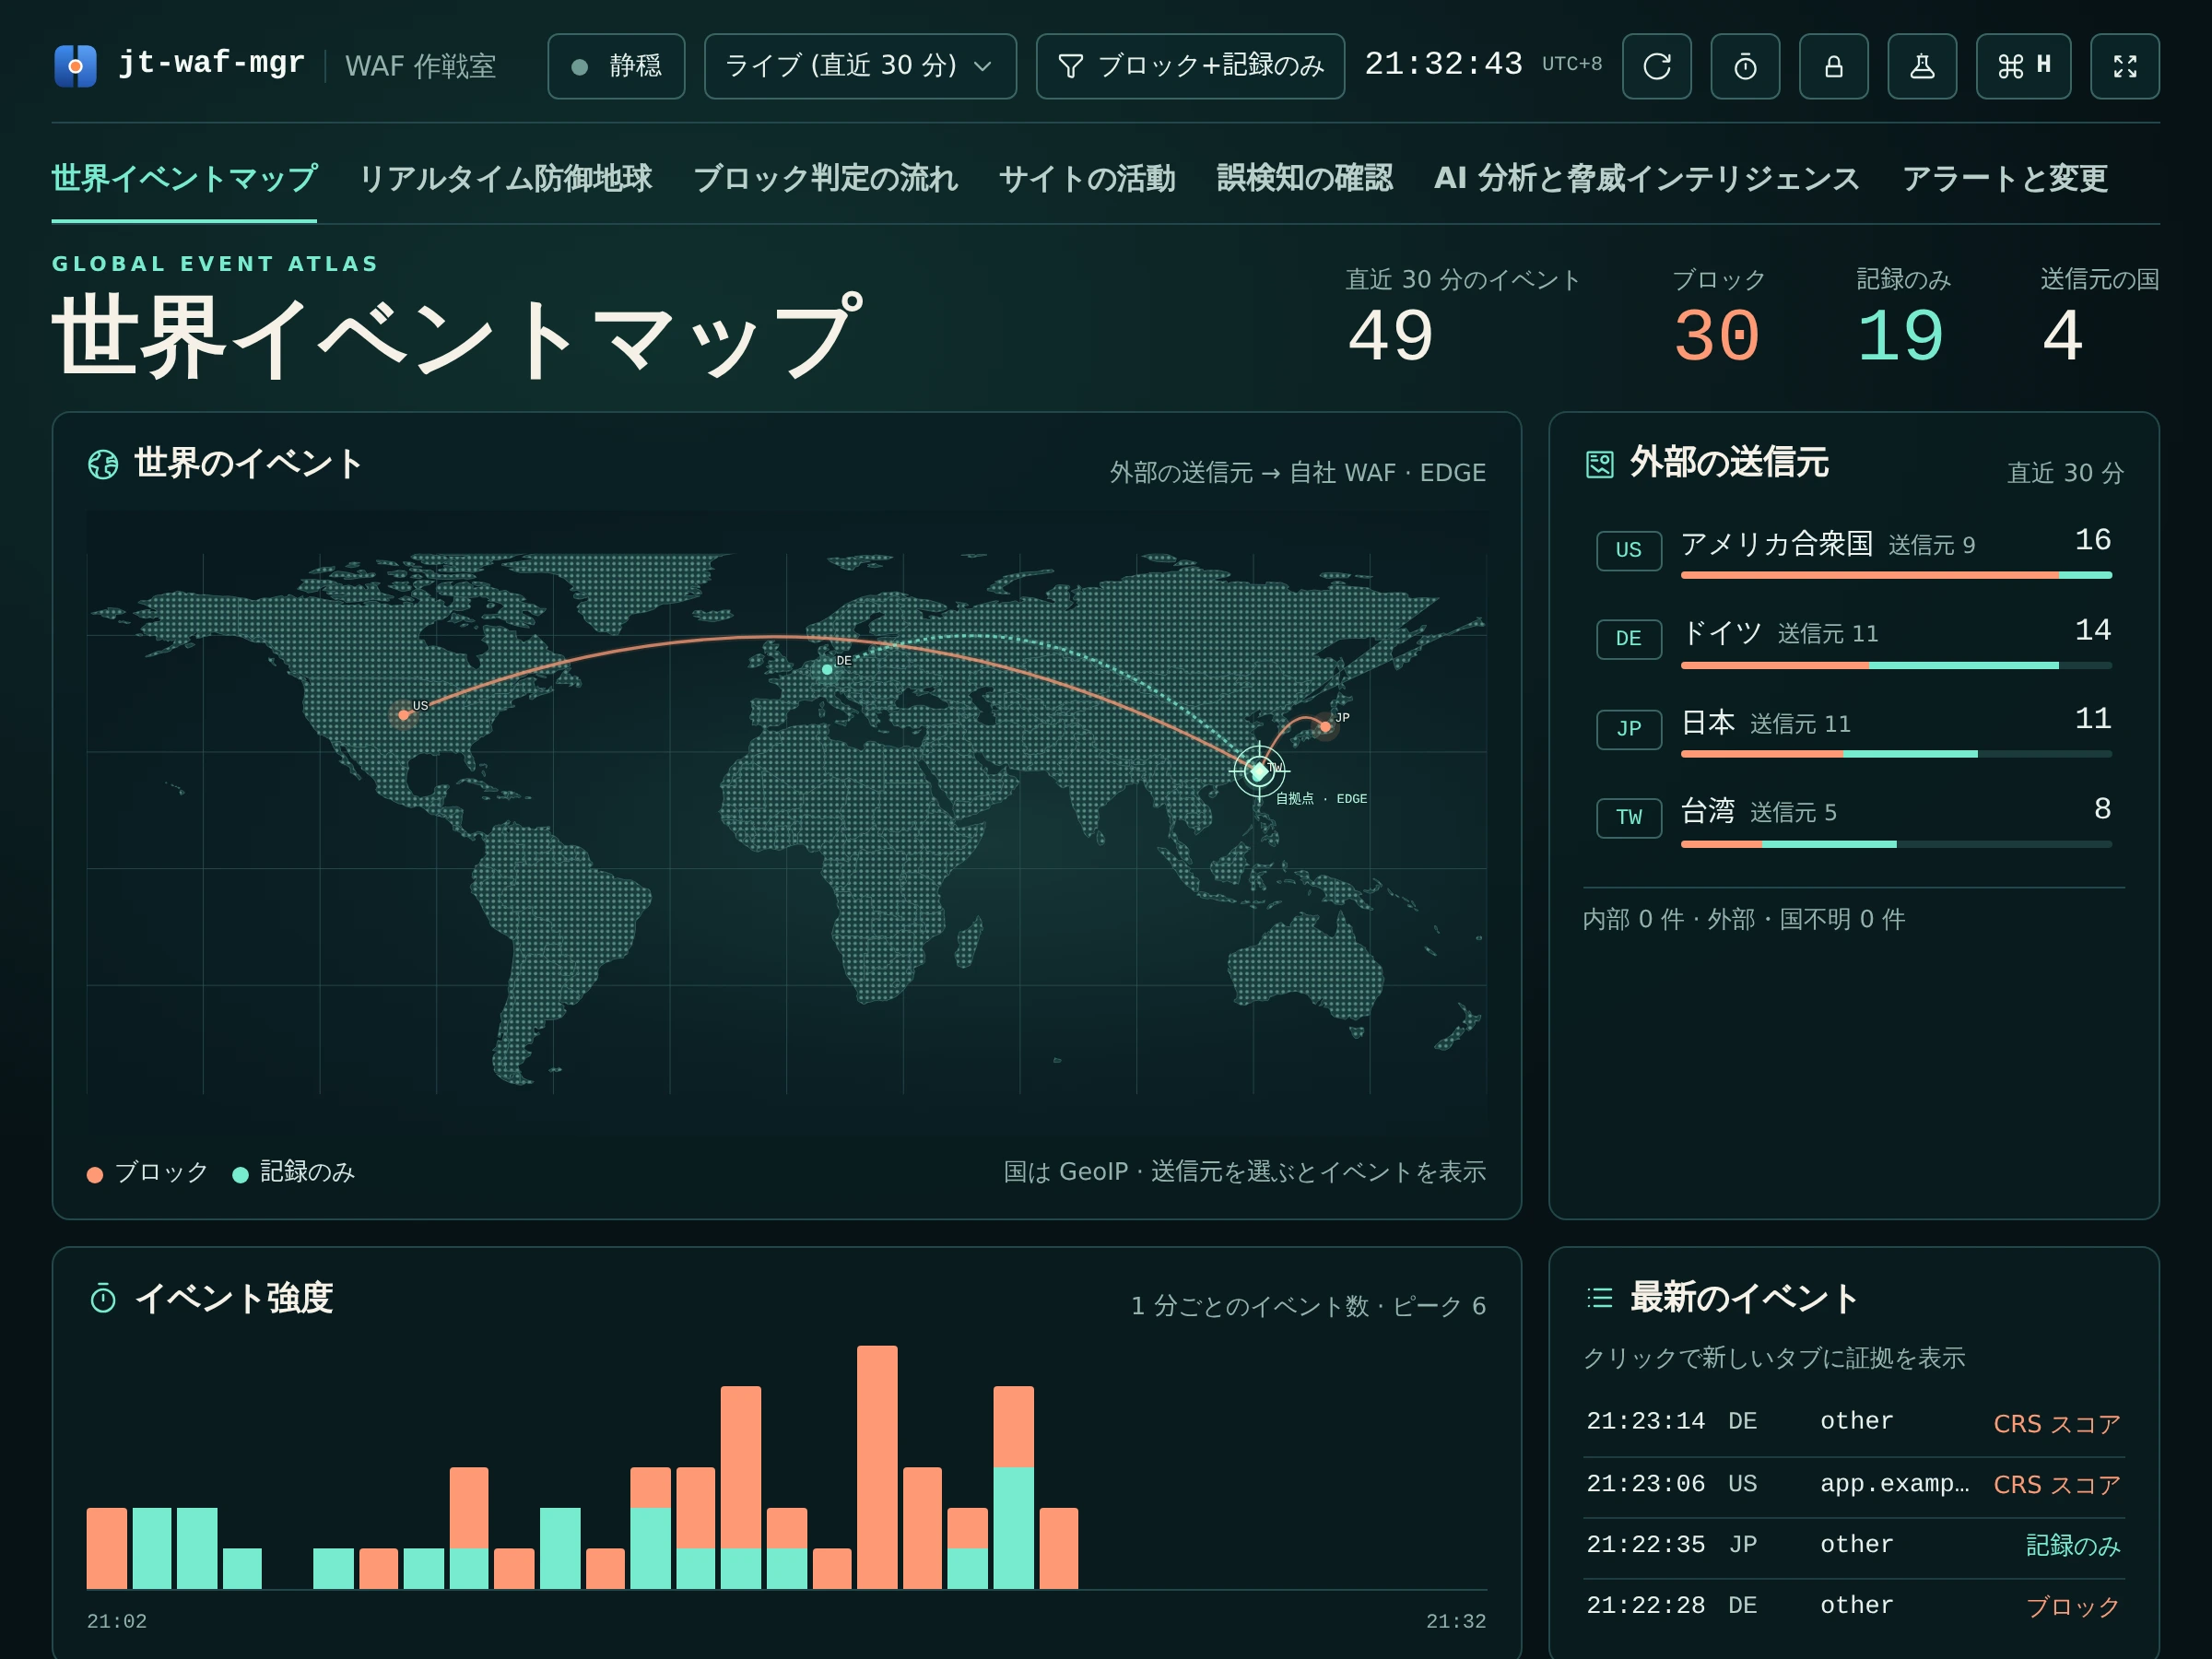 jt-waf-mgr WAF 作戦室 静穏 ライブ (直近 30 分) ブロック+記録のみ 21:32:43 UTC+8 ⌘ H
世界イベントマップ リアルタイム防御地球 ブロック判定の流れ サイトの活動 誤検知の確認 AI 分析と脅威インテリジェンス アラートと変更
GLOBAL EVENT ATLAS
世界イベントマップ
直近 30 分のイベント ブロック 記録のみ 送信元の国
49 30 19 4
世界のイベント 外部の送信元 → 自社 WAF · EDGE
US
DE
JP
TW
自拠点 · EDGE
ブロック 記録のみ 国は GeoIP · 送信元を選ぶとイベントを表示
外部の送信元 直近 30 分
US アメリカ合衆国 送信元 9 16
DE ドイツ 送信元 11 14
JP 日本 送信元 11 11
TW 台湾 送信元 5 8
内部 0 件 · 外部・国不明 0 件
イベント強度 1 分ごとのイベント数 · ピーク 6
21:02 21:32
最新のイベント
クリックで新しいタブに証拠を表示
21:23:14 DE other CRS スコア
21:23:06 US app.examp… CRS スコア
21:22:35 JP other 記録のみ
21:22:28 DE other ブロック